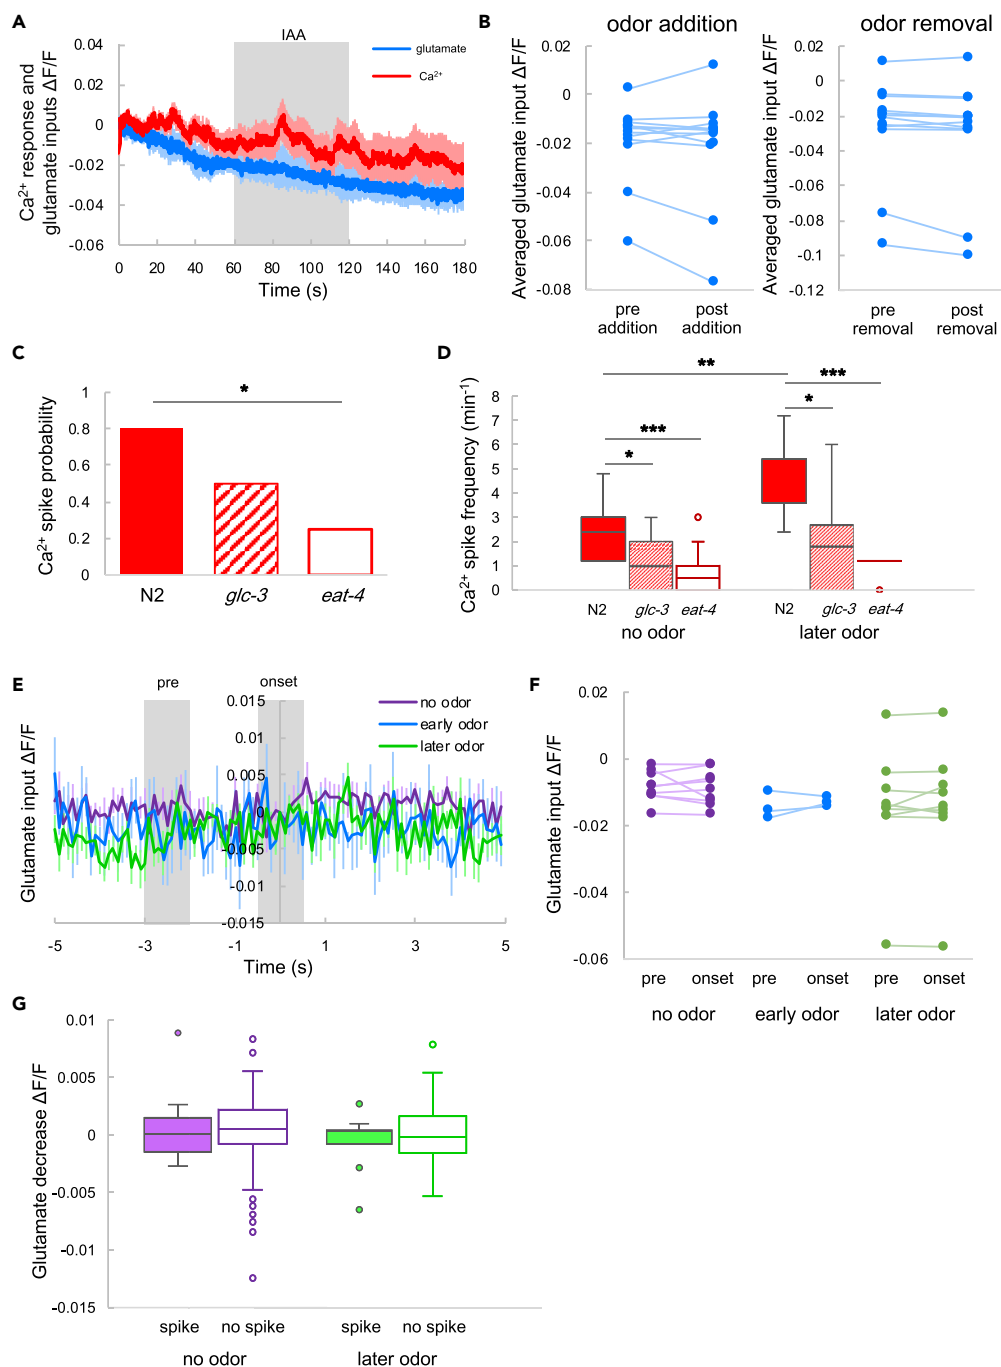 A
IAA
glutamate
Ca²⁺
Ca²⁺ response and
glutamate inputs ΔF/F
0.04
0.02
0
-0.02
-0.04
-0.06
0 20 40 60 80 100 120 140 160 180
Time (s)
B
odor addition
Averaged glutamate input ΔF/F
0.02
0
-0.02
-0.04
-0.06
-0.08
pre addition
post addition
odor removal
Averaged glutamate input ΔF/F
0.02
0
-0.02
-0.04
-0.06
-0.08
-0.1
-0.12
pre removal
post removal
C
Ca²⁺ spike probability
1
0.8
0.6
0.4
0.2
0
*
N2 glc-3 eat-4
D
Ca²⁺ spike frequency (min⁻¹)
8
7
6
5
4
3
2
1
0
**
***
*
***
*
N2 glc-3 eat-4 N2 glc-3 eat-4
no odor later odor
E
pre onset
no odor
early odor
later odor
Glutamate input ΔF/F
0.015
0.01
0.005
0
-0.005
-0.01
-0.015
-5 -3 -1 1 3 5
Time (s)
F
Glutamate input ΔF/F
0.02
0
-0.02
-0.04
-0.06
pre onset pre onset pre onset
no odor early odor later odor
G
Glutamate decrease ΔF/F
0.01
0.005
0
-0.005
-0.01
-0.015
spike no spike spike no spike
no odor later odor